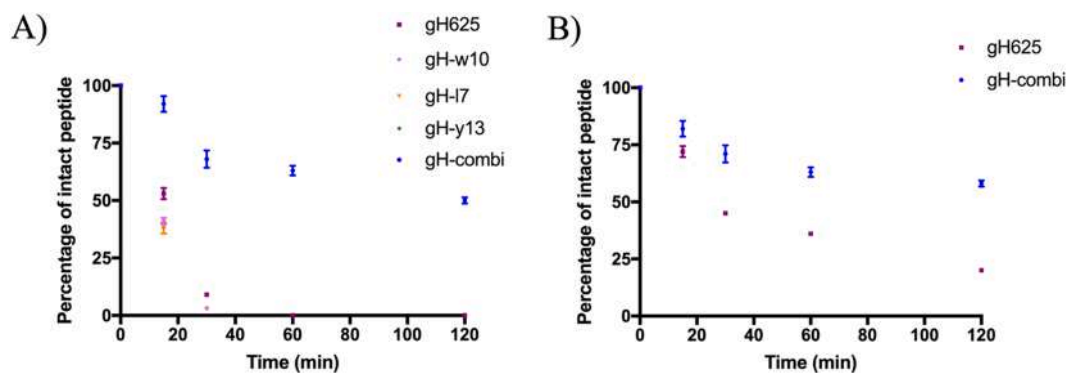 A)
gH625
gH-w10
gH-l7
gH-y13
gH-combi
Percentage of intact peptide
100
75
50
25
0
0 20 40 60 80 100 120
Time (min)
B)
gH625
gH-combi
Percentage of intact peptide
100
75
50
25
0
0 20 40 60 80 100 120
Time (min)